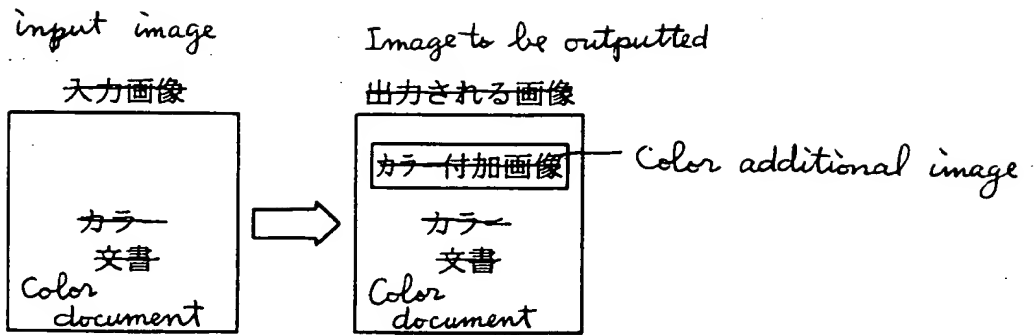 input image
入力画像
カラー
文書
Color
document
Image to be outputted
出力される画像
カラー付加画像
Color additional image
カラー
文書
Color
document